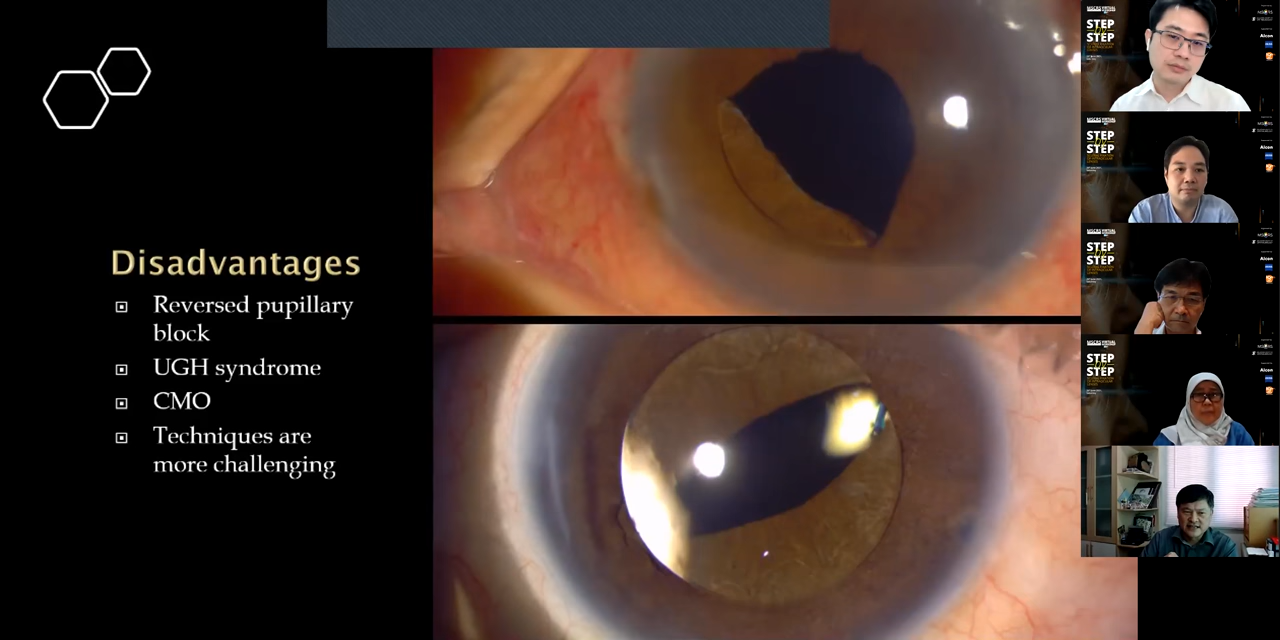 Disadvantages
Reversed pupillary
block
UGH syndrome
CMO
Techniques are
more challenging
STEP
STEP
Alcon
STEP
STEP
Alcon
STEP
STEP
Alcon
STEP
STEP
Alcon